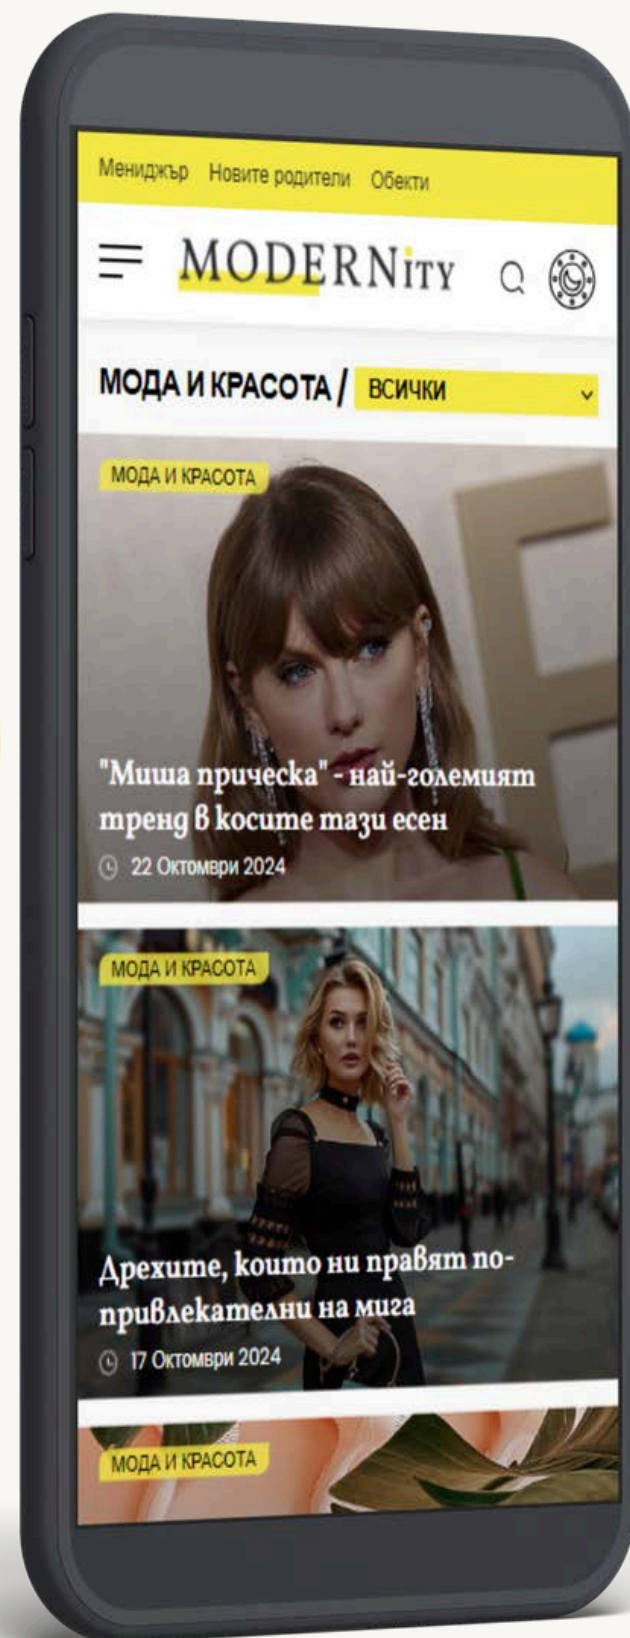 Мениджър Новите родители Обекти
MODERNiTY
МОДА И КРАСОТА / ВСИЧКИ
МОДА И КРАСОТА
"Миша прическа" - най-големият
тренд в косите тази есен
22 Октомври 2024
МОДА И КРАСОТА
Дрехите, които ни правят по-
привлекателни на мига
17 Октомври 2024
МОДА И КРАСОТА